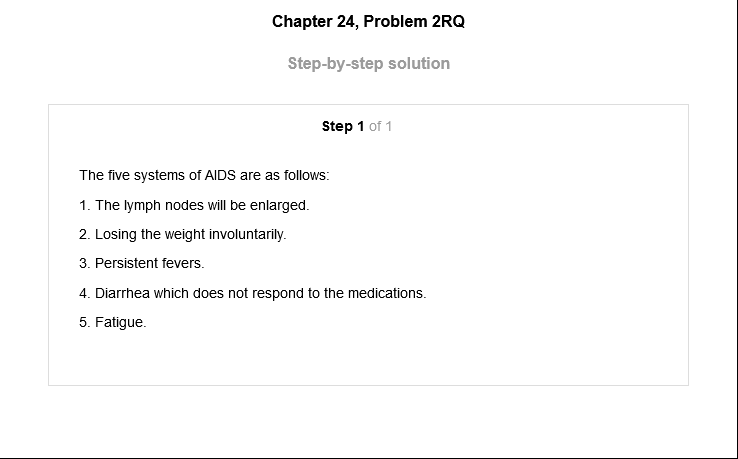 Chapter 24, Problem 2RQ
Step-by-step solution
Step 1 of 1
The five systems of AIDS are as follows:
1. The lymph nodes will be enlarged.
2. Losing the weight involuntarily.
3. Persistent fevers.
4. Diarrhea which does not respond to the medications.
5. Fatigue.